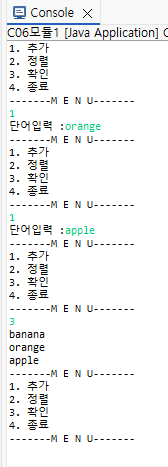 Console
C06모듈1 [Java Application]
1. 추가
2. 정렬
3. 확인
4. 종료
-------M E N U-------
1
단어입력 :orange
1. 추가
2. 정렬
3. 확인
4. 종료
-------M E N U-------
1
단어입력 :apple
1. 추가
2. 정렬
3. 확인
4. 종료
-------M E N U-------
3
banana
orange
apple
-------M E N U-------
1. 추가
2. 정렬
3. 확인
4. 종료
-------M E N U-------